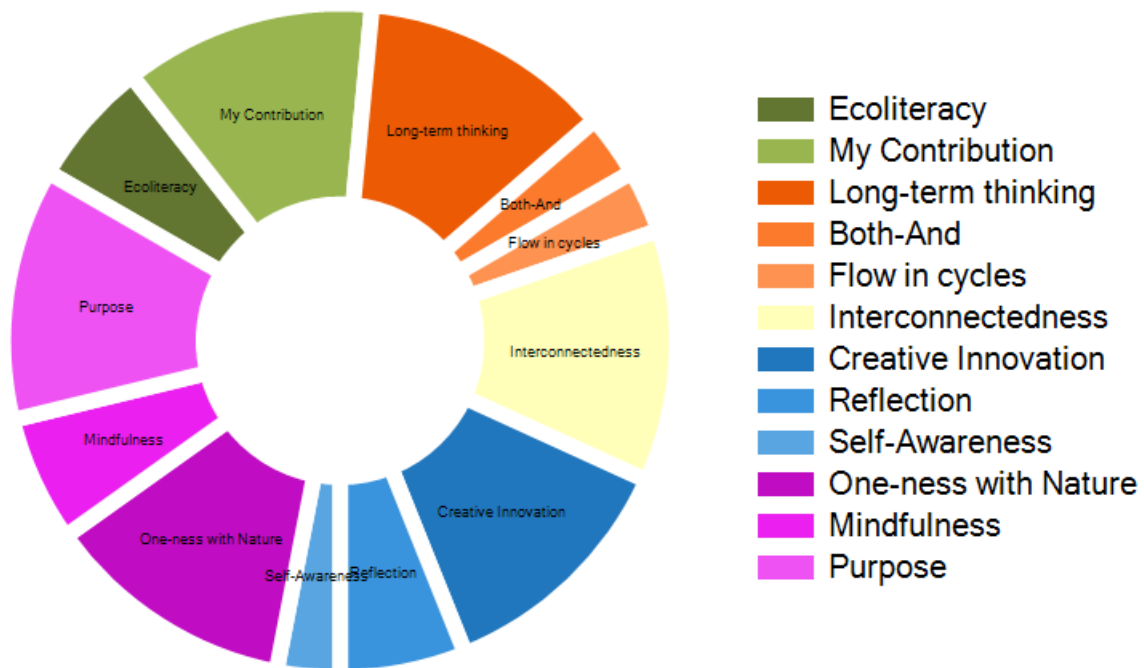 My Contribution
Long-term thinking
Ecoliteracy
Both-And
Flow in cycles
Purpose
Interconnectedness
Mindfulness
Creative Innovation
One-ness with Nature
Self-Awareness
Reflection
Ecoliteracy
My Contribution
Long-term thinking
Both-And
Flow in cycles
Interconnectedness
Creative Innovation
Reflection
Self-Awareness
One-ness with Nature
Mindfulness
Purpose